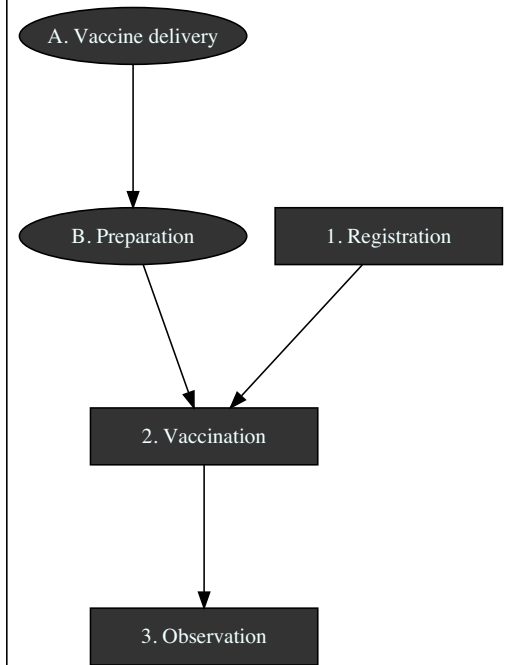 A. Vaccine delivery
B. Preparation
1. Registration
2. Vaccination
3. Observation